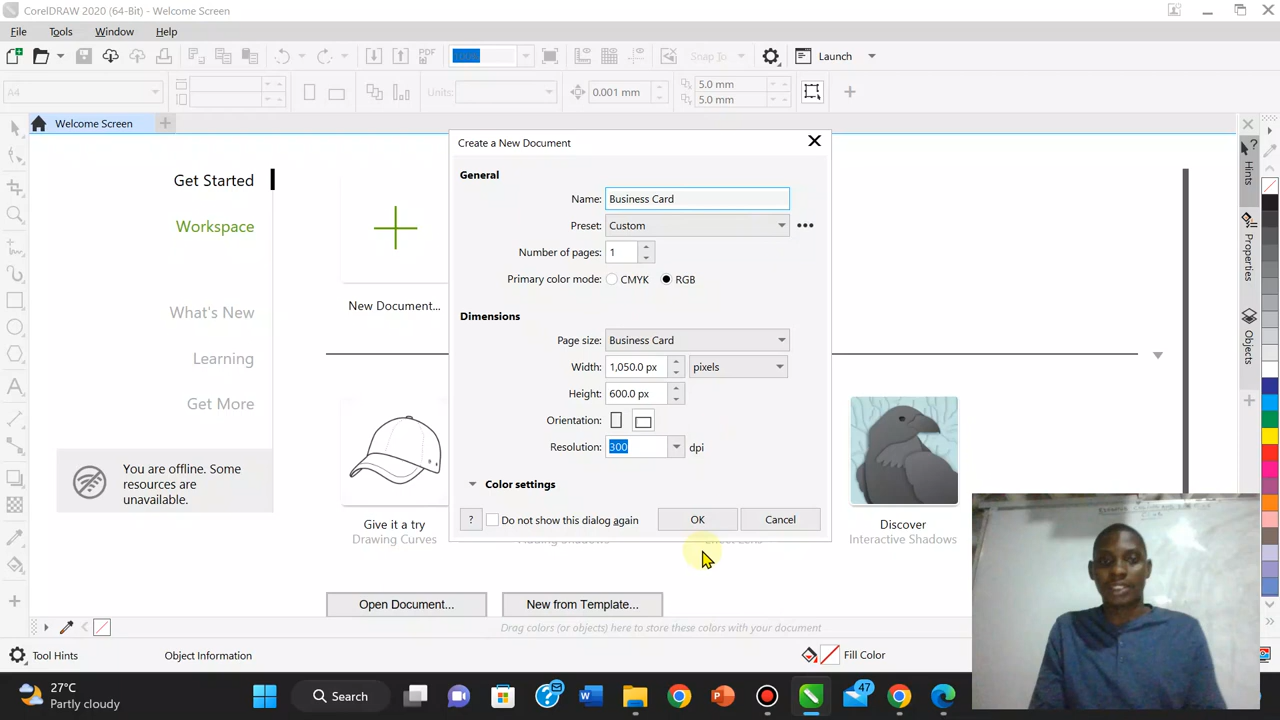 CorelDRAW 2020 (64-Bit) - Welcome Screen
File Tools Window Help
PDF Snap To Launch
A4 Units: 0.001 mm 5.0 mm
5.0 mm
Welcome Screen
Create a New Document
General
Name: Business Card
Preset: Custom
Number of pages: 1
Primary color mode: CMYK RGB
Dimensions
Page size: Business Card
Width: 1,050.0 px pixels
Height: 600.0 px
Orientation:
Resolution: 300 dpi
Color settings
? Do not show this dialog again OK Cancel
Get Started
Workspace
What's New
Learning
Get More
You are offline. Some
resources are
unavailable.
New Document...
Give it a try
Drawing Curves
Discover
Interactive Shadows
Open Document... New from Template...
Hints
Properties
Objects
Drag colors (or objects) here to store these colors with your document
Tool Hints Object Information Fill Color
27°C
Partly cloudy
Search
47